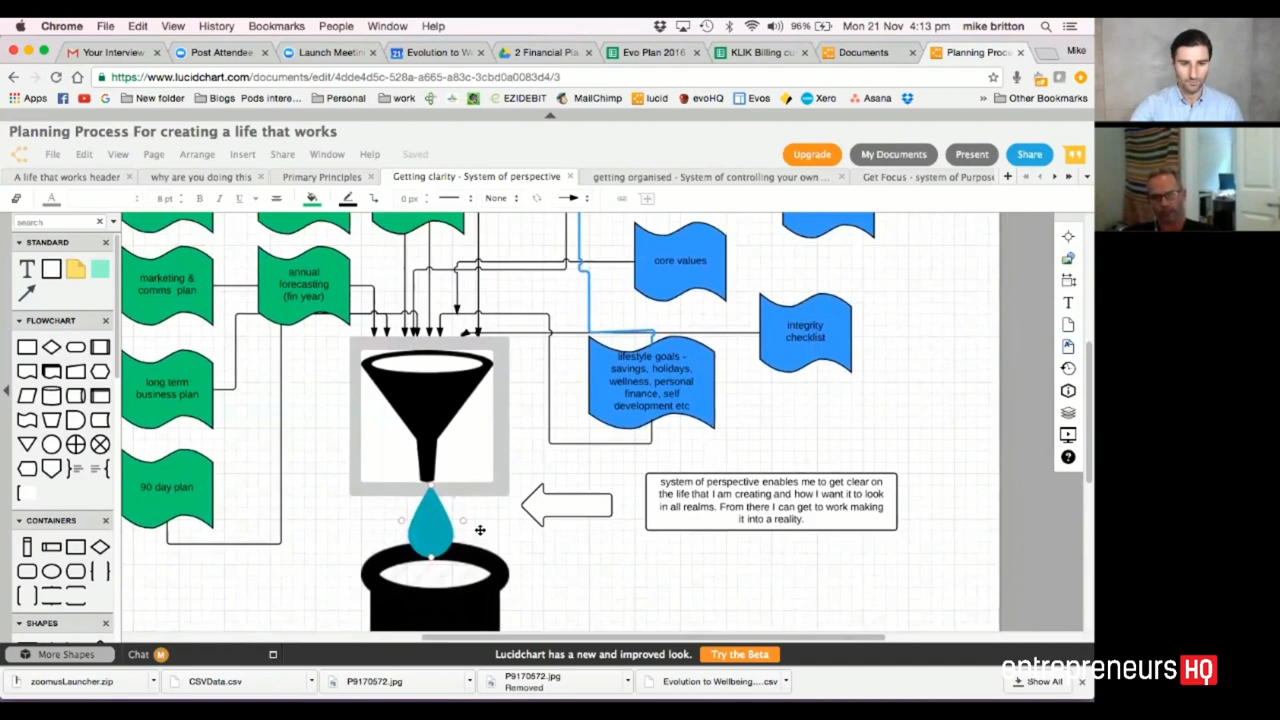 Chrome File Edit View History Bookmarks People Window Help 96% Mon 21 Nov 4:13 pm mike britton
Your Interview Post Attendee Launch Meetin Evolution to W 2 Financial Pla Evo Plan 2016 KLIK Billing cu Documents Planning Proce Mike
https://www.lucidchart.com/documents/edit/4dde4d5c-528a-a665-a83c-3cbd0a0083d4/3
Apps New folder Blogs Pods intere... Personal work EZIDEBIT MailChimp lucid evoHQ Evos Xero Asana Other Bookmarks
Planning Process For creating a life that works
File Edit View Page Arrange Insert Share Window Help Saved Upgrade My Documents Present Share
A life that works header why are you doing this Primary Principles Getting clarity - System of perspective getting organised - System of controlling your own ... Get Focus - system of Purpose
8 pt B I U 0 px None
search
STANDARD
T
FLOWCHART
CONTAINERS
SHAPES
marketing &
comms plan
annual
forecasting
(fin year)
core values
integrity
checklist
long term
business plan
lifestyle goals -
savings, holidays,
wellness, personal
finance, self
development etc
90 day plan
system of perspective enables me to get clear on
the life that I am creating and how I want it to look
in all realms. From there I can get to work making
it into a reality.
More Shapes Chat M Lucidchart has a new and improved look. Try the Beta
zoomusLauncher.zip CSVData.csv P9170572.jpg P9170572.jpg Evolution to Wellbeing....csv Show All
Removed
entrepreneurs HQ